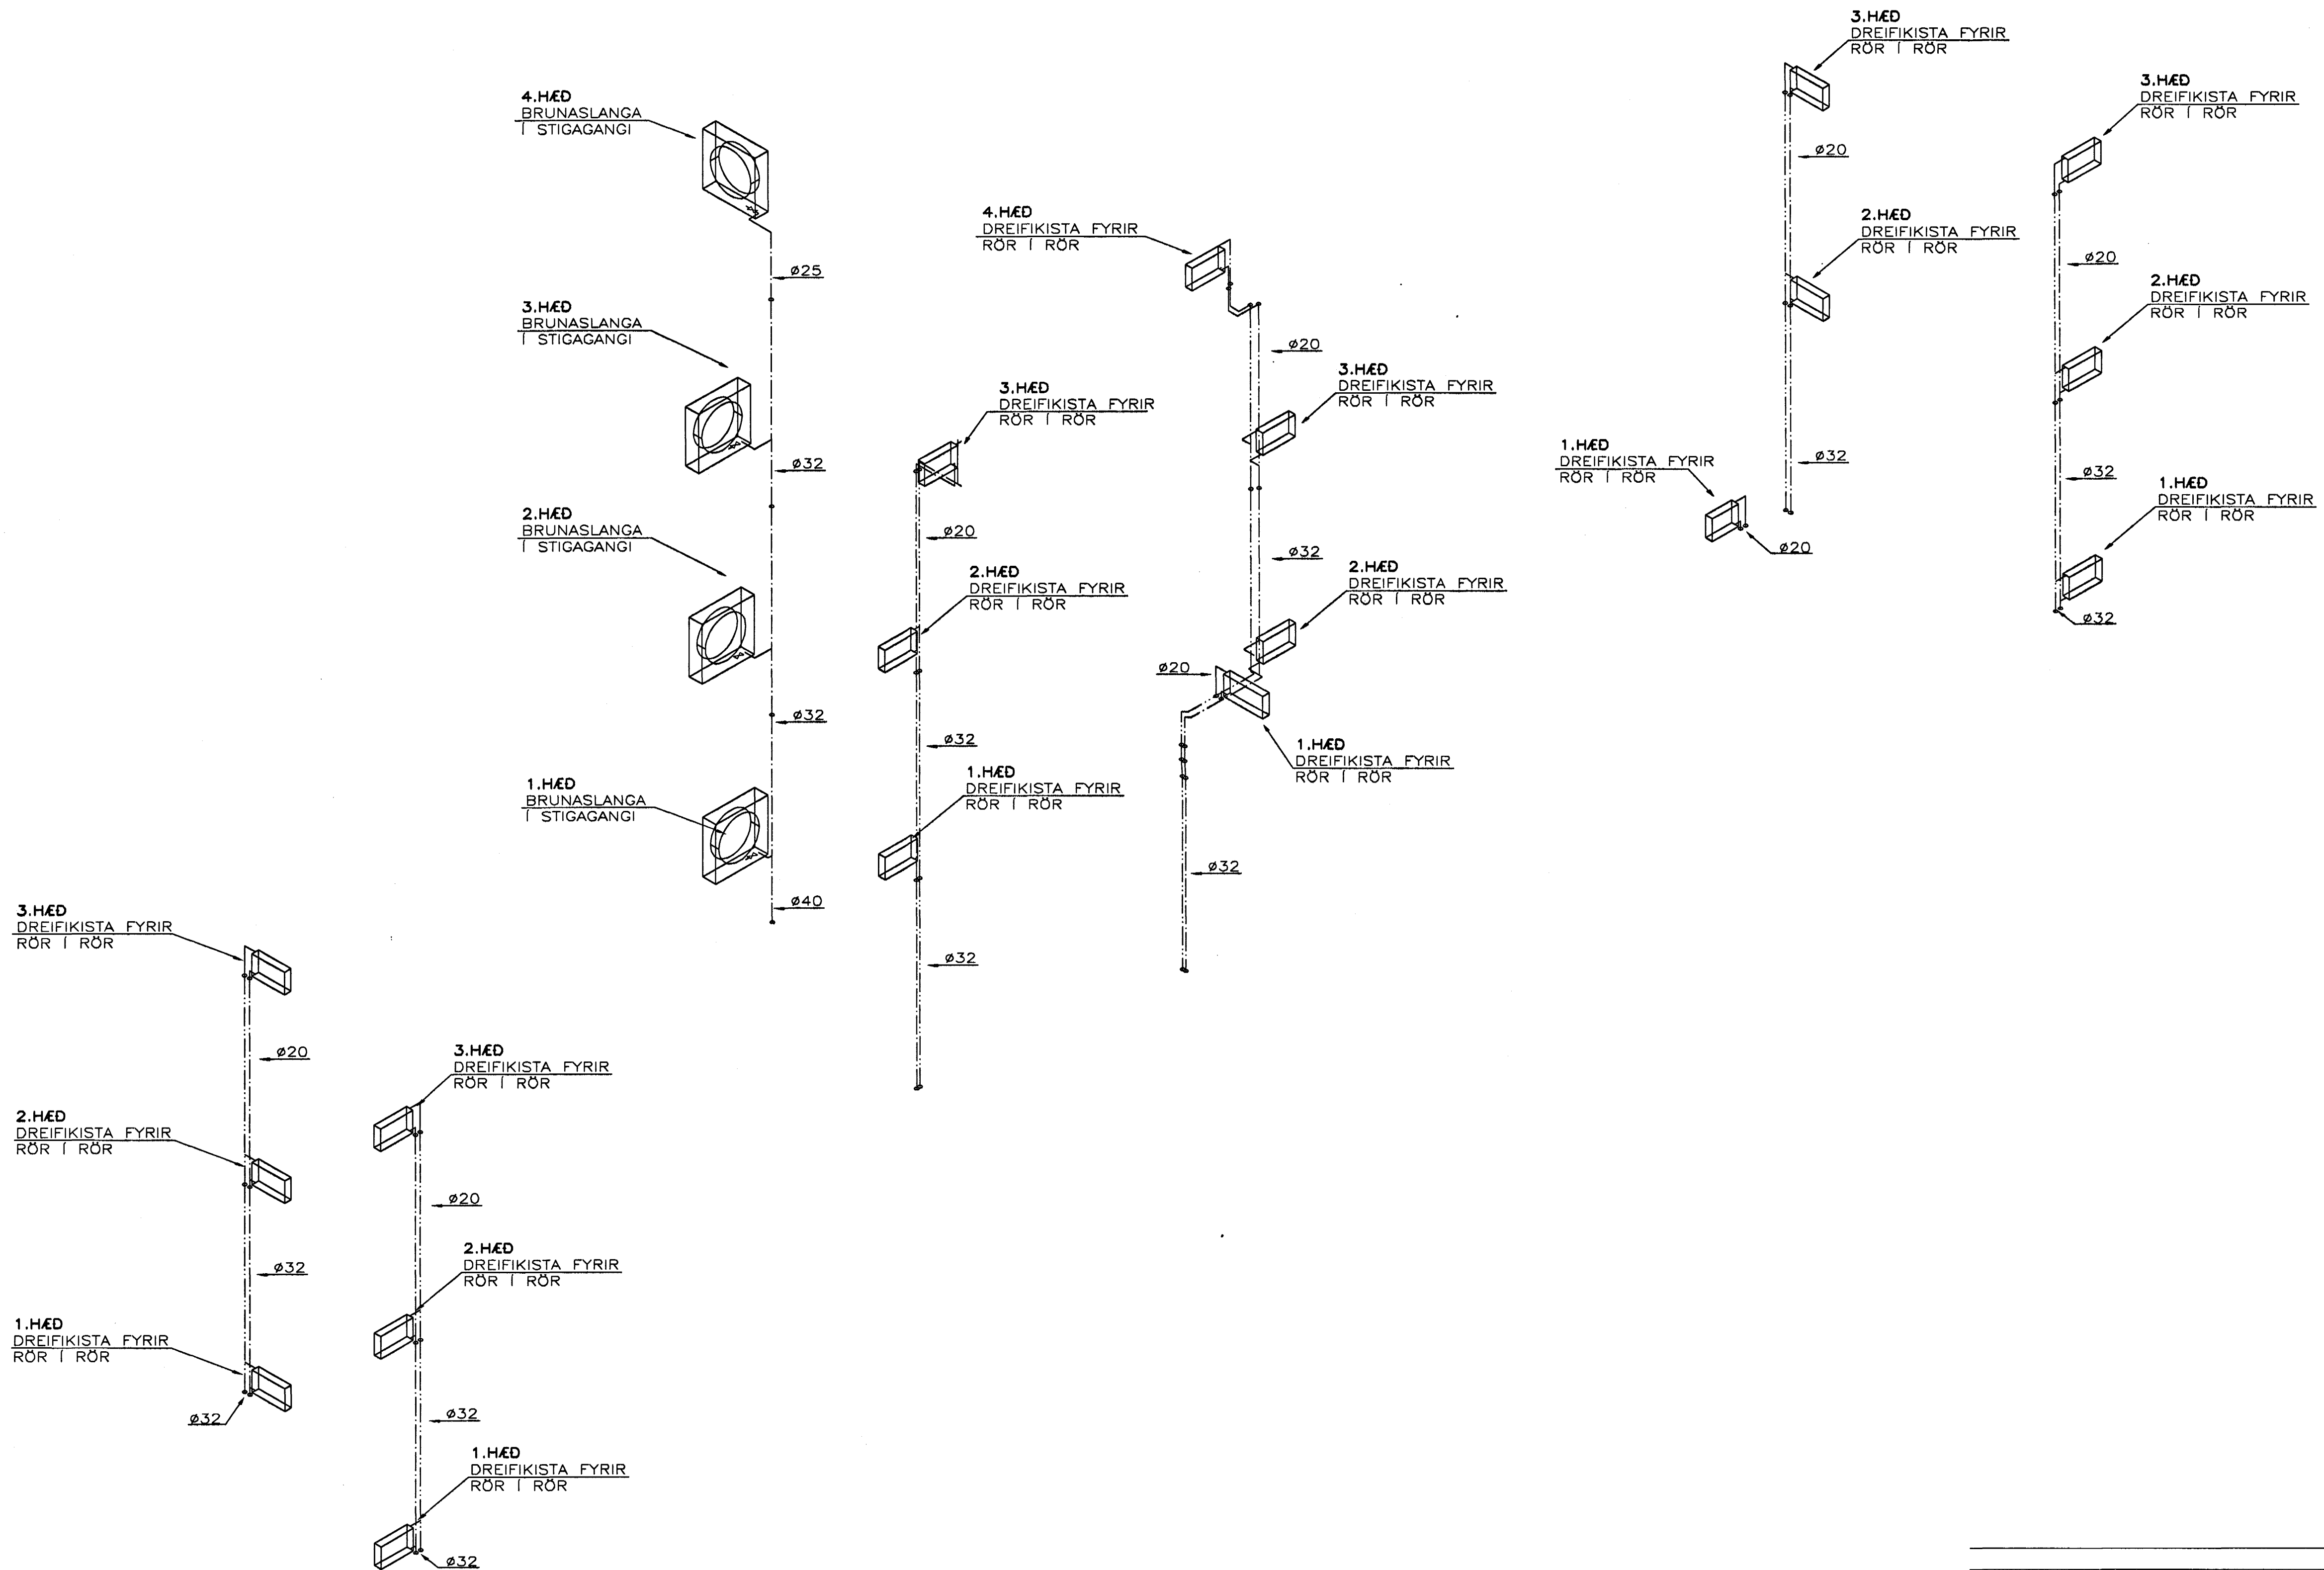 4.HÆÐ
BRUNASLANGA
Í STIGAGANGI
ø25
3.HÆÐ
BRUNASLANGA
Í STIGAGANGI
ø32
2.HÆÐ
BRUNASLANGA
Í STIGAGANGI
ø32
1.HÆÐ
BRUNASLANGA
Í STIGAGANGI
ø40
3.HÆÐ
DREIFIKISTA FYRIR
RÖR Í RÖR
ø20
2.HÆÐ
DREIFIKISTA FYRIR
RÖR Í RÖR
ø32
1.HÆÐ
DREIFIKISTA FYRIR
RÖR Í RÖR
ø32
4.HÆÐ
DREIFIKISTA FYRIR
RÖR Í RÖR
ø20
3.HÆÐ
DREIFIKISTA FYRIR
RÖR Í RÖR
ø32
2.HÆÐ
DREIFIKISTA FYRIR
RÖR Í RÖR
ø20
1.HÆÐ
DREIFIKISTA FYRIR
RÖR Í RÖR
ø32
3.HÆÐ
DREIFIKISTA FYRIR
RÖR Í RÖR
ø20
2.HÆÐ
DREIFIKISTA FYRIR
RÖR Í RÖR
ø32
1.HÆÐ
DREIFIKISTA FYRIR
RÖR Í RÖR
ø20
3.HÆÐ
DREIFIKISTA FYRIR
RÖR Í RÖR
ø20
2.HÆÐ
DREIFIKISTA FYRIR
RÖR Í RÖR
ø32
1.HÆÐ
DREIFIKISTA FYRIR
RÖR Í RÖR
ø32
3.HÆÐ
DREIFIKISTA FYRIR
RÖR Í RÖR
ø20
2.HÆÐ
DREIFIKISTA FYRIR
RÖR Í RÖR
ø32
1.HÆÐ
DREIFIKISTA FYRIR
RÖR Í RÖR
ø32
3.HÆÐ
DREIFIKISTA FYRIR
RÖR Í RÖR
ø20
2.HÆÐ
DREIFIKISTA FYRIR
RÖR Í RÖR
ø32
1.HÆÐ
DREIFIKISTA FYRIR
RÖR Í RÖR
ø32